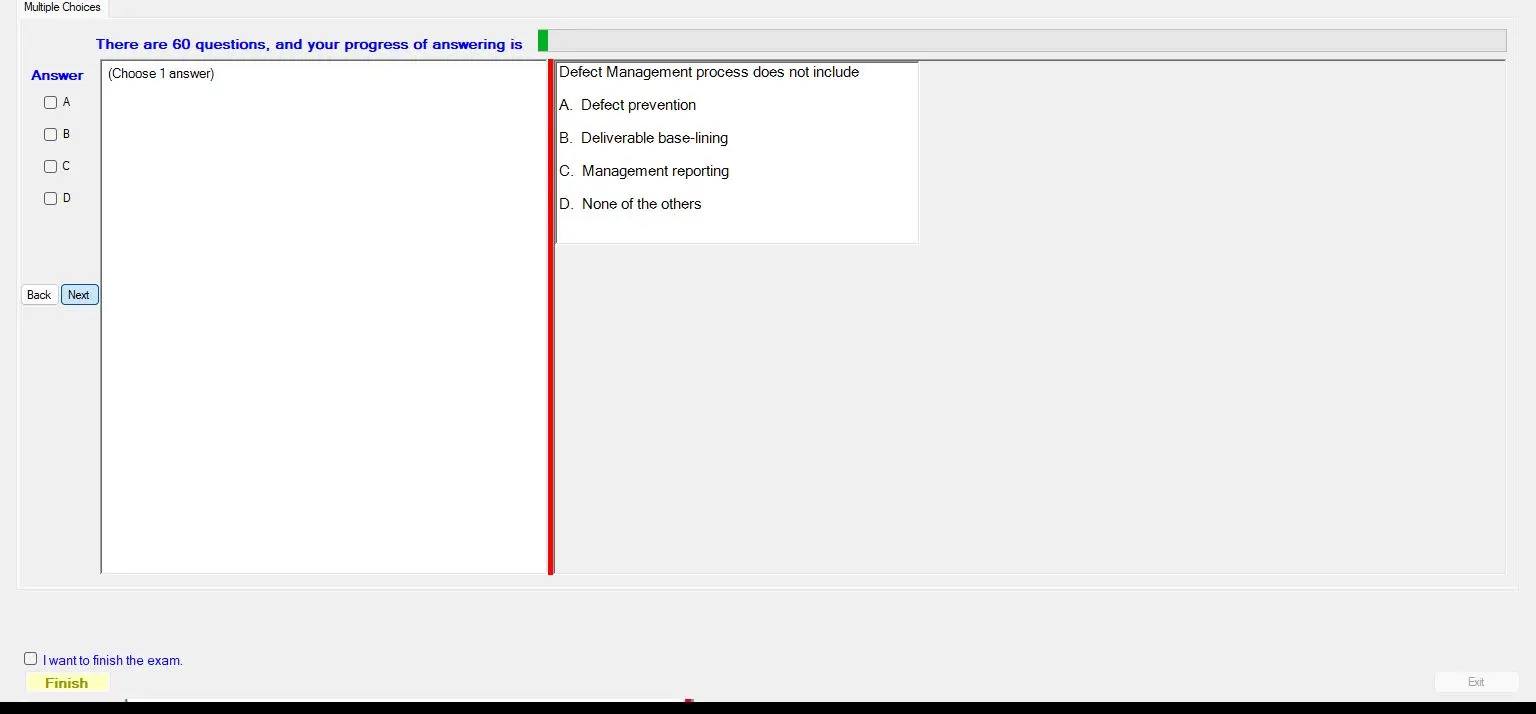 Multiple Choices
There are 60 questions, and your progress of answering is
Answer
A
B
C
D
Back Next
(Choose 1 answer)
Defect Management process does not include
A. Defect prevention
B. Deliverable base-lining
C. Management reporting
D. None of the others
I want to finish the exam.
Finish
Exit